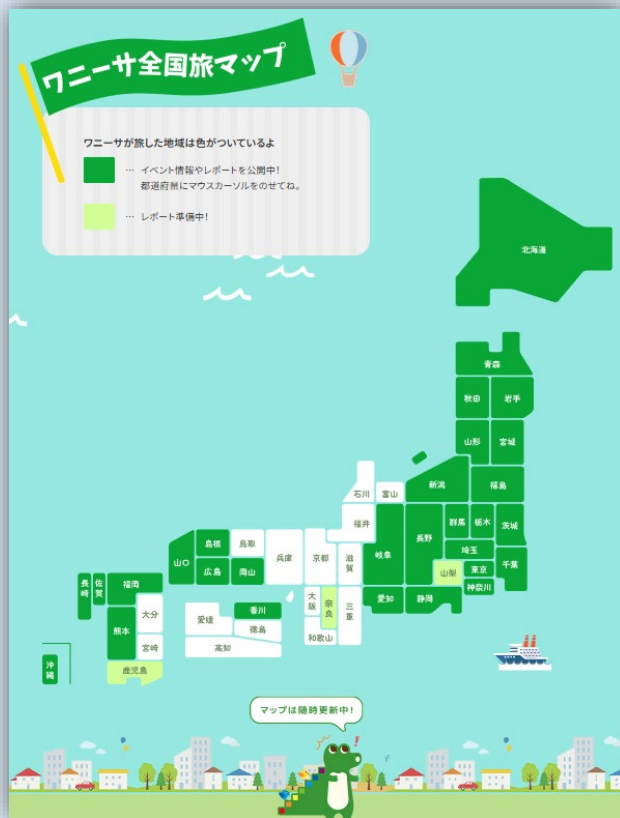 ワニーサ全国旅マップ
ワニーサが旅した地域は色がついているよ
… イベント情報やレポートを公開中！
都道府県にマウスカーソルをのせてね。
… レポート準備中！
北海道
青森
秋田
岩手
山形
宮城
新潟
福島
石川
富山
福井
岐阜
長野
群馬
栃木
茨城
埼玉
山梨
東京
千葉
神奈川
愛知
静岡
山口
島根
鳥取
広島
岡山
兵庫
京都
滋賀
大阪
奈良
三重
和歌山
長崎
佐賀
福岡
熊本
大分
宮崎
鹿児島
愛媛
香川
徳島
高知
沖縄
マップは随時更新中！